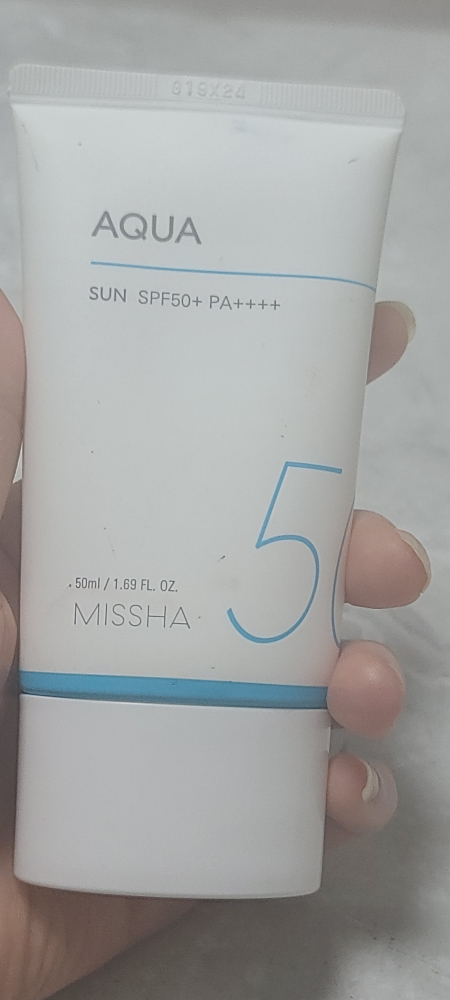 919X24
AQUA
SUN SPF50+ PA++++
5
50ml / 1.69 FL. OZ.
MISSHA